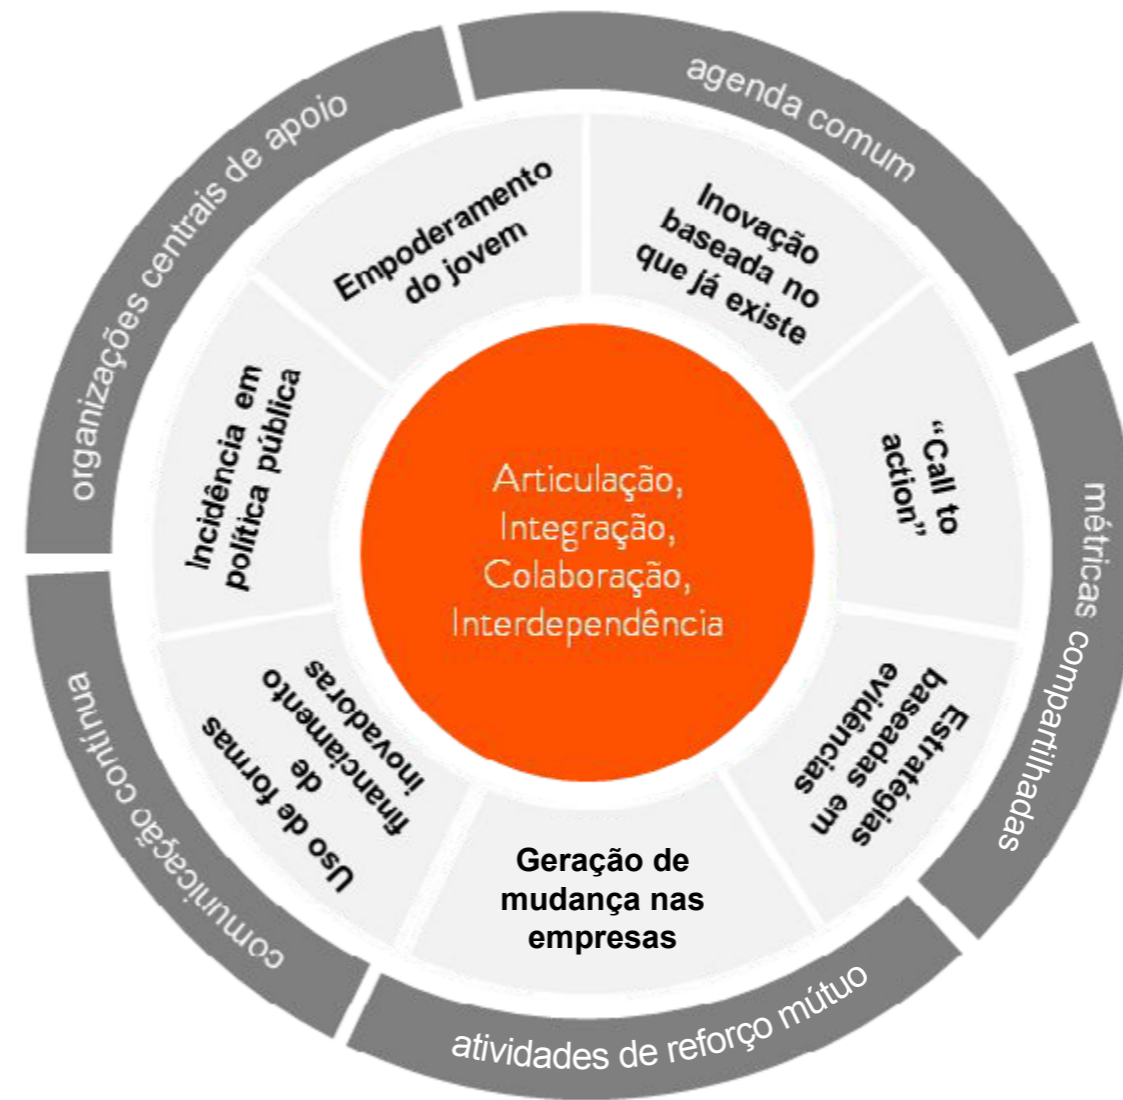 agenda comum
métricas compartilhadas
atividades de reforço mútuo
comunicação contínua
organizações centrais de apoio
Inovação
baseada no
que já existe
“Call to
action”
Estratégias
baseadas em
evidências
Geração de
mudança nas
empresas
Uso de formas
de
financiamento
inovadoras
Incidência em
política pública
Empoderamento
do jovem
Articulação,
Integração,
Colaboração,
Interdependência